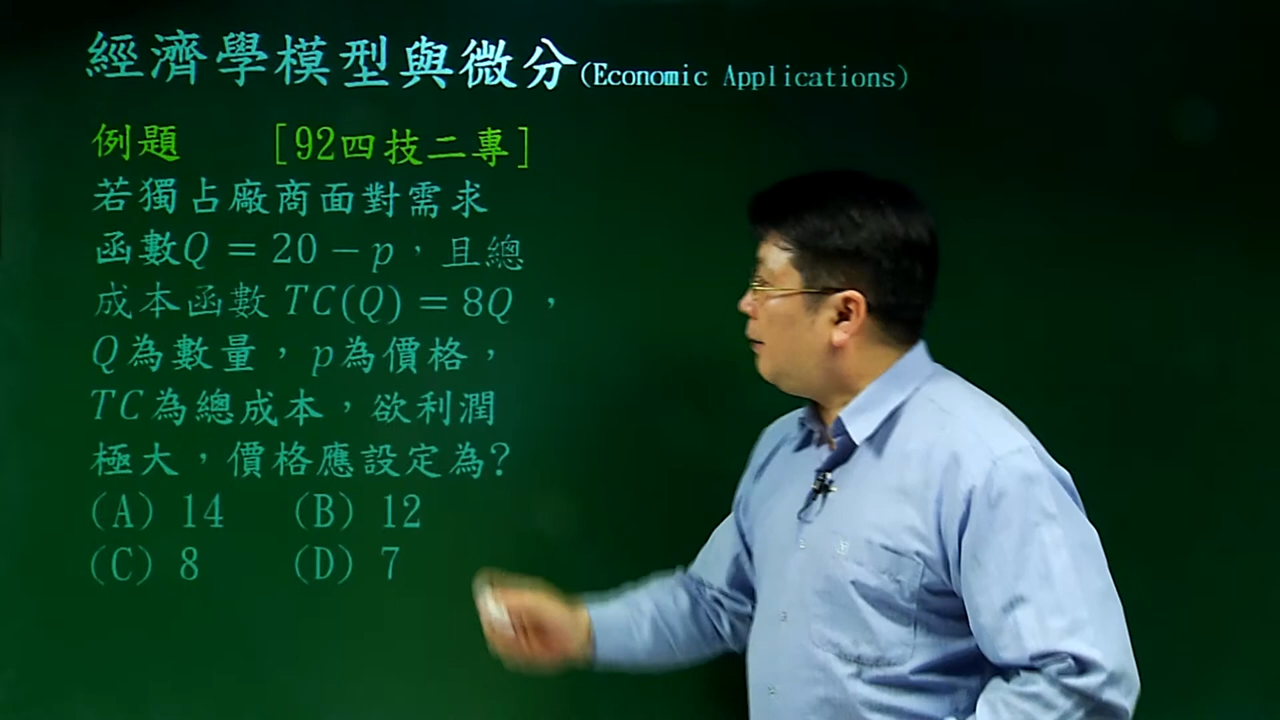 經濟學模型與微分(Economic Applications)
例題 [92四技二專]
若獨占廠商面對需求
函數Q = 20 − p，且總
成本函數 TC(Q) = 8Q ，
Q為數量，p為價格，
TC為總成本，欲利潤
極大，價格應設定為?
(A) 14 (B) 12
(C) 8 (D) 7